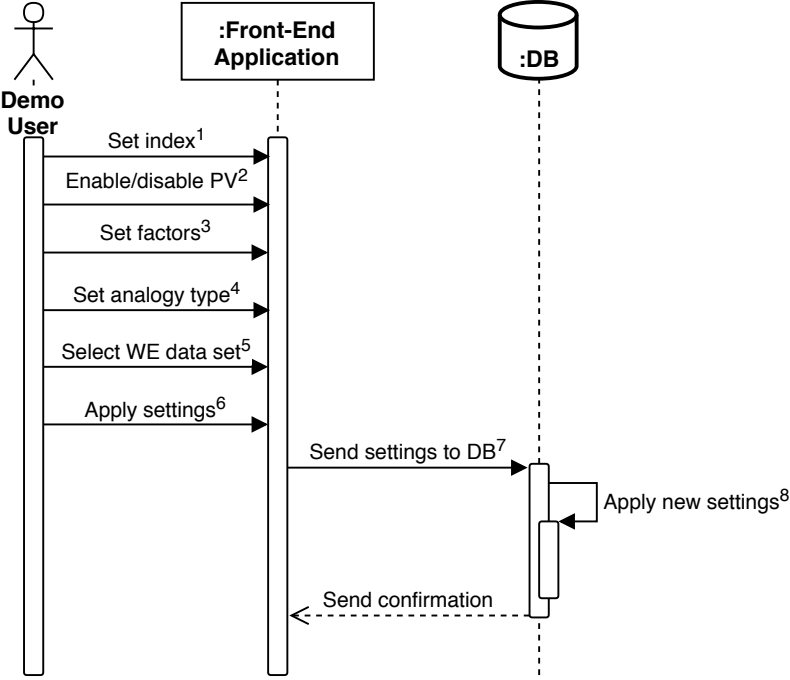 :Front-End
Application
:DB
Demo
User
Set index¹
Enable/disable PV²
Set factors³
Set analogy type⁴
Select WE data set⁵
Apply settings⁶
Send settings to DB⁷
Apply new settings⁸
Send confirmation